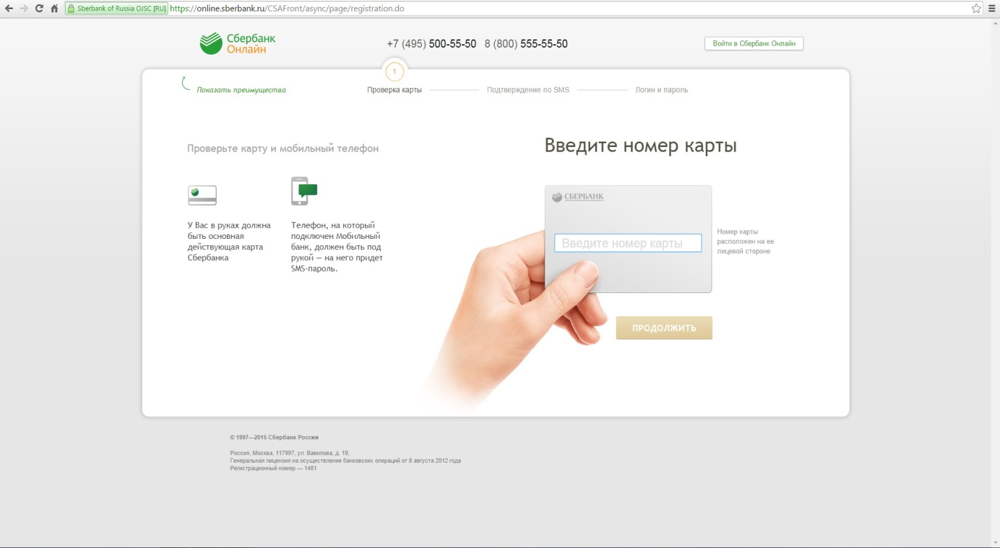 Sberbank of Russia OJSC [RU] https://online.sberbank.ru/CSAFront/async/page/registration.do
Сбербанк
Онлайн
+7 (495) 500-55-50 8 (800) 555-55-50
Войти в Сбербанк Онлайн
1
Показать преимущества
Проверка карты
Подтверждение по SMS
Логин и пароль
Проверьте карту и мобильный телефон
У Вас в руках должна
быть основная
действующая карта
Сбербанка
Телефон, на который
подключен Мобильный
банк, должен быть под
рукой — на него придет
SMS-пароль.
Введите номер карты
СБЕРБАНК
Введите номер карты
Номер карты
расположен на ее
лицевой стороне
ПРОДОЛЖИТЬ
© 1997—2015 Сбербанк России
Россия, Москва, 117997, ул. Вавилова, д. 19,
Генеральная лицензия на осуществление банковских операций от 8 августа 2012 года
Регистрационный номер — 1481